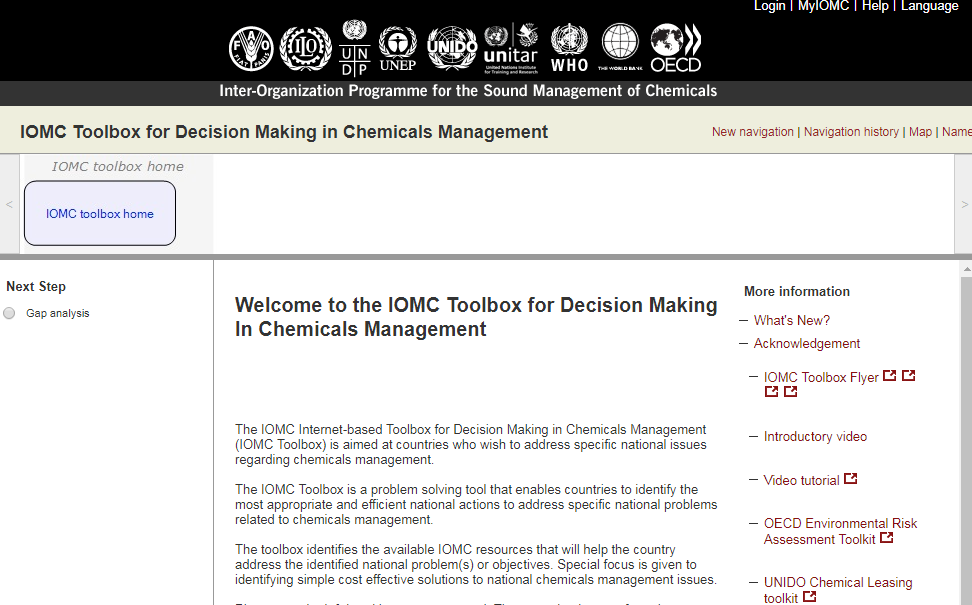 Login | MyIOMC | Help | Language
FAO
FIAT PANIS
ILO
UN
DP
UNEP
UNIDO
unitar
United Nations Institute
for Training and Research
WHO
THE WORLD BANK
OECD
Inter-Organization Programme for the Sound Management of Chemicals
IOMC Toolbox for Decision Making in Chemicals Management
New navigation | Navigation history | Map | Name
IOMC toolbox home
< IOMC toolbox home >
Next Step
Gap analysis
Welcome to the IOMC Toolbox for Decision Making
In Chemicals Management
The IOMC Internet-based Toolbox for Decision Making in Chemicals Management
(IOMC Toolbox) is aimed at countries who wish to address specific national issues
regarding chemicals management.
The IOMC Toolbox is a problem solving tool that enables countries to identify the
most appropriate and efficient national actions to address specific national problems
related to chemicals management.
The toolbox identifies the available IOMC resources that will help the country
address the identified national problem(s) or objectives. Special focus is given to
identifying simple cost effective solutions to national chemicals management issues.
More information
— What's New?
— Acknowledgement
— IOMC Toolbox Flyer
— Introductory video
— Video tutorial
— OECD Environmental Risk
Assessment Toolkit
— UNIDO Chemical Leasing
toolkit